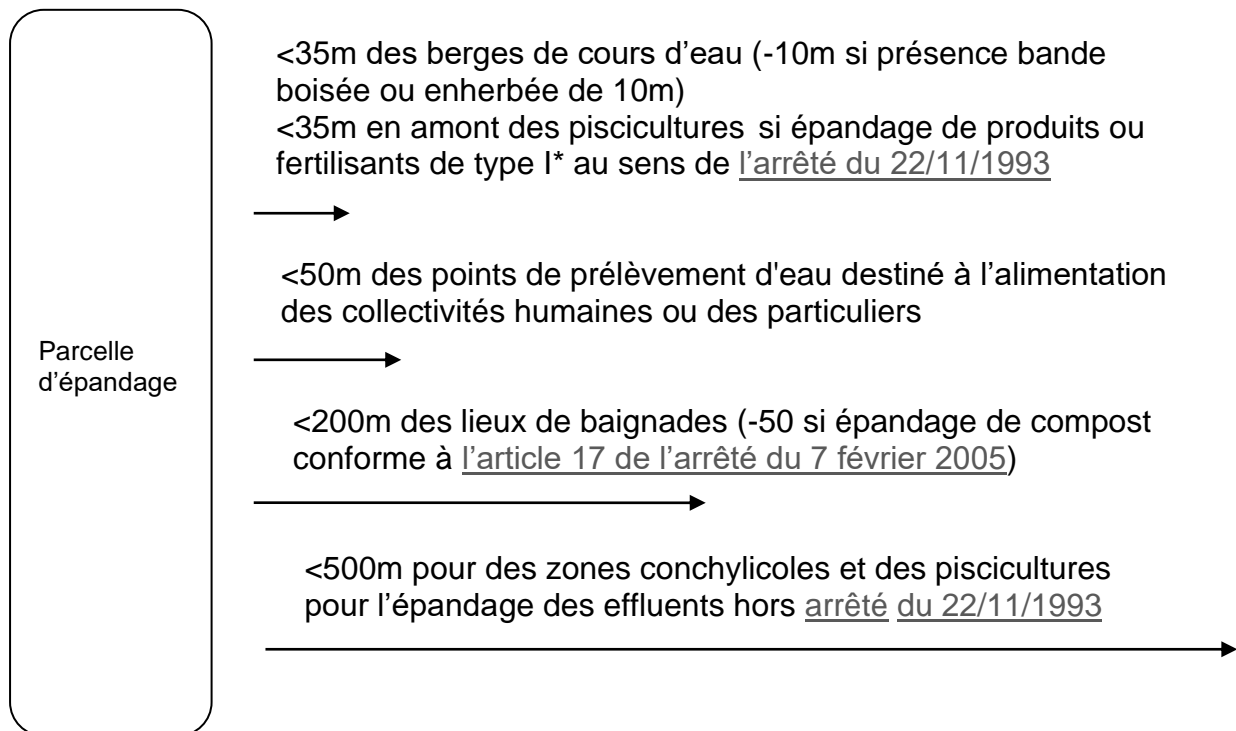 <35m des berges de cours d’eau (-10m si présence bande
boisée ou enherbée de 10m)
<35m en amont des piscicultures si épandage de produits ou
fertilisants de type I* au sens de l’arrêté du 22/11/1993
<50m des points de prélèvement d'eau destiné à l’alimentation
des collectivités humaines ou des particuliers
Parcelle
d’épandage
<200m des lieux de baignades (-50 si épandage de compost
conforme à l’article 17 de l’arrêté du 7 février 2005)
<500m pour des zones conchylicoles et des piscicultures
pour l’épandage des effluents hors arrêté du 22/11/1993